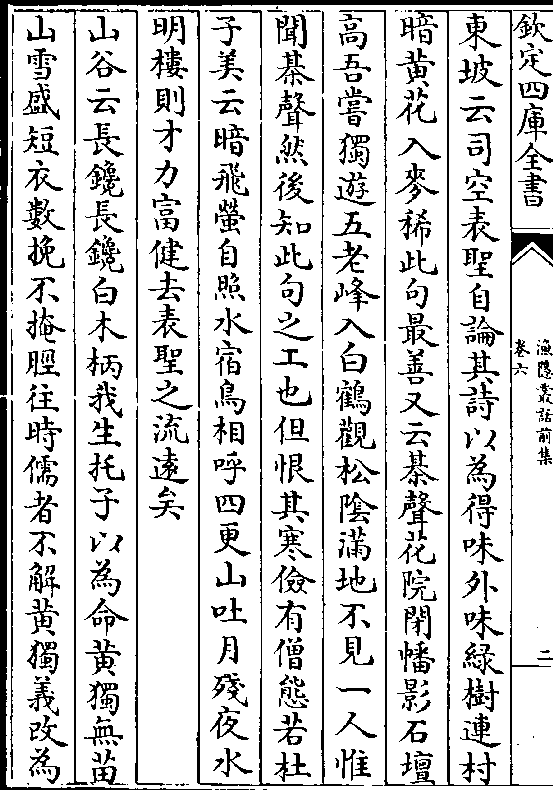 欽定四庫全書
漁隱叢話前集
卷六
二
東坡云司空表聖自論其詩以為得味外味綠樹連村
暗黃花入麥稀此句最善又云棊聲花院閉幡影石壇
高吾嘗獨遊五老峰入白鶴觀松陰滿地不見一人惟
聞棊聲然後知此句之工也但恨其寒儉有僧態若杜
子美云暗飛螢自照水宿鳥相呼四更山吐月殘夜水
明樓則才力富健去表聖之流遠矣
山谷云長鑱長鑱白木柄我生托子以為命黃獨無苗
山雪盛短衣數挽不掩脛往時儒者不解黃獨義改為